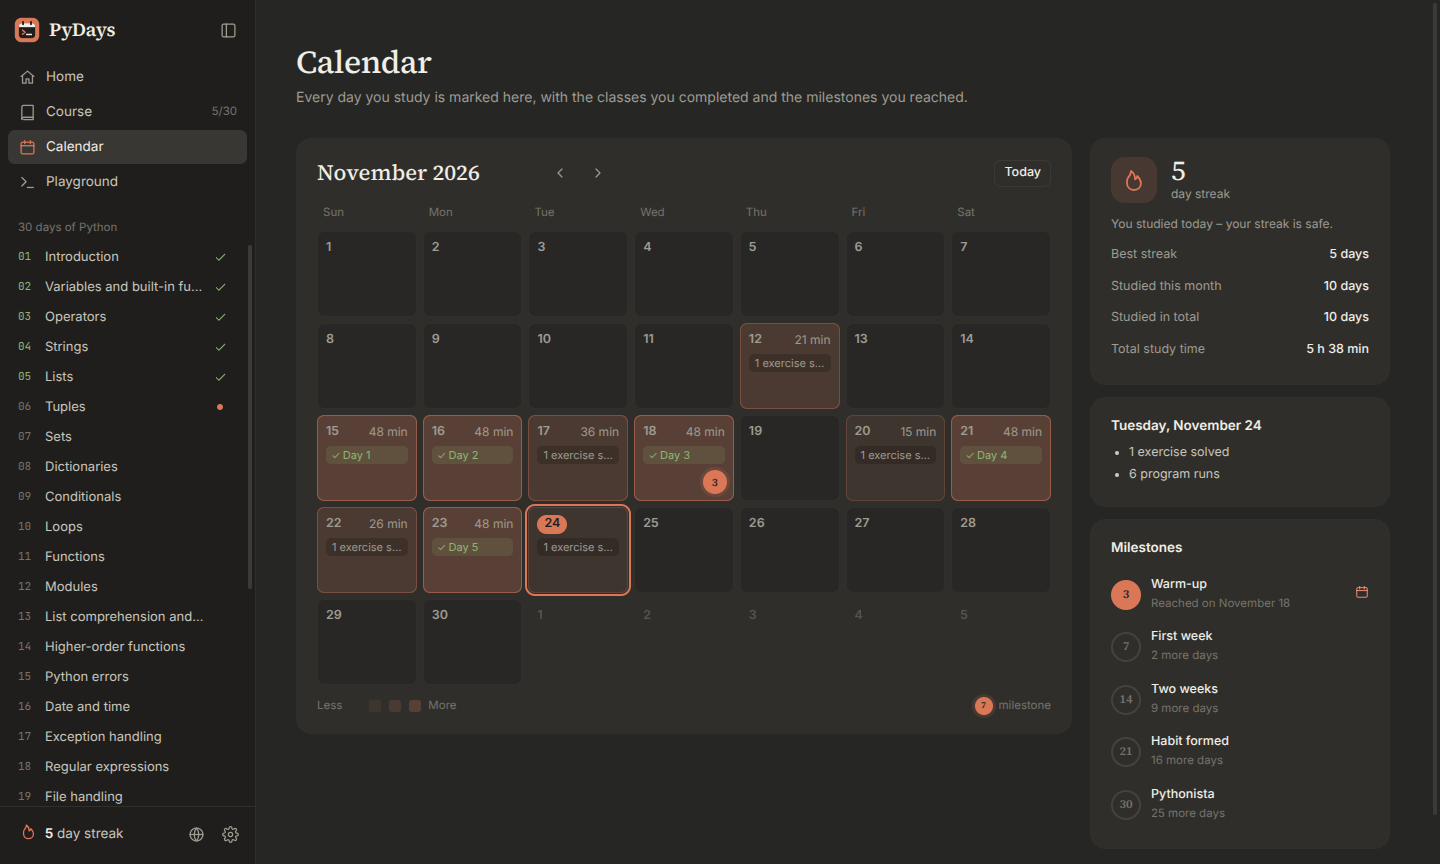 PyDays
Home
Course 5/30
Calendar
Playground
30 days of Python
01 Introduction
02 Variables and built-in fu...
03 Operators
04 Strings
05 Lists
06 Tuples
07 Sets
08 Dictionaries
09 Conditionals
10 Loops
11 Functions
12 Modules
13 List comprehension and...
14 Higher-order functions
15 Python errors
16 Date and time
17 Exception handling
18 Regular expressions
19 File handling
5 day streak
Calendar
Every day you study is marked here, with the classes you completed and the milestones you reached.
November 2026
Today
Sun Mon Tue Wed Thu Fri Sat
1 2 3 4 5 6 7
8 9 10 11 12 21 min 13 14
1 exercise s...
15 48 min 16 48 min 17 36 min 18 48 min 19 20 15 min 21 48 min
Day 1 Day 2 1 exercise s... Day 3 1 exercise s... Day 4
3
22 26 min 23 48 min 24 25 26 27 28
1 exercise s... Day 5 1 exercise s...
29 30 1 2 3 4 5
Less More 7 milestone
5
day streak
You studied today – your streak is safe.
Best streak 5 days
Studied this month 10 days
Studied in total 10 days
Total study time 5 h 38 min
Tuesday, November 24
• 1 exercise solved
• 6 program runs
Milestones
3 Warm-up
Reached on November 18
7 First week
2 more days
14 Two weeks
9 more days
21 Habit formed
16 more days
30 Pythonista
25 more days